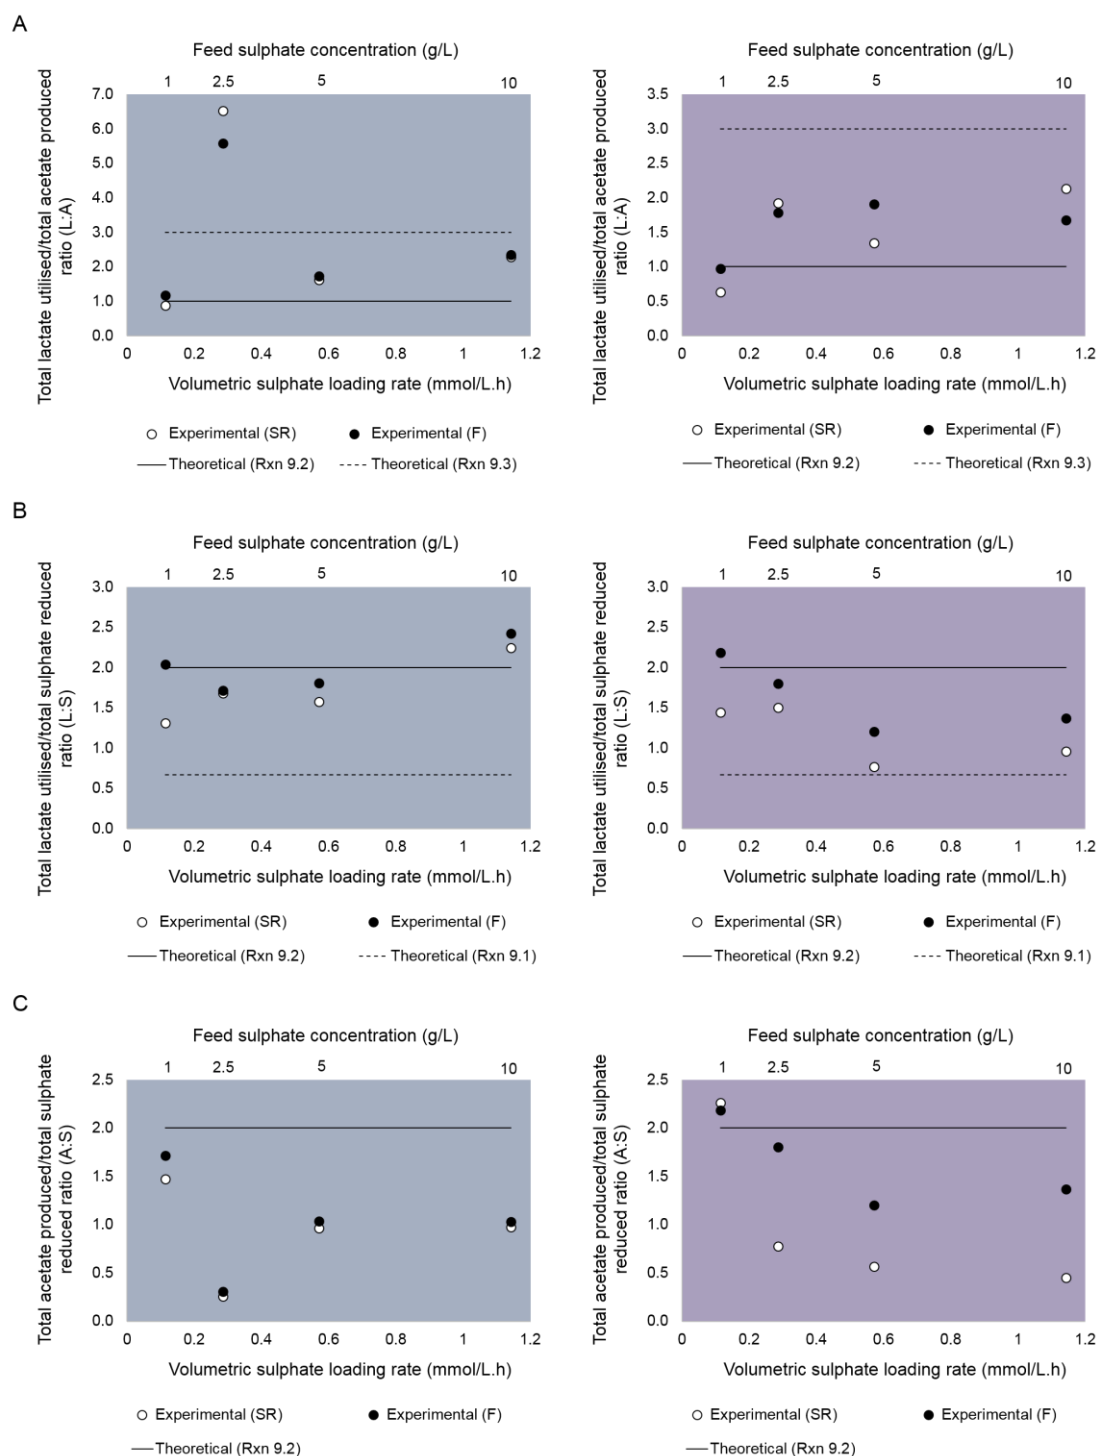 A
Feed sulphate concentration (g/L)
1 2.5 5 10
Total lactate utilised/total acetate produced
ratio (L:A)
7.0
6.0
5.0
4.0
3.0
2.0
1.0
0.0
0 0.2 0.4 0.6 0.8 1 1.2
Volumetric sulphate loading rate (mmol/L.h)
Experimental (SR) Experimental (F)
Theoretical (Rxn 9.2) Theoretical (Rxn 9.3)
Feed sulphate concentration (g/L)
1 2.5 5 10
Total lactate utilised/total acetate produced
ratio (L:A)
3.5
3.0
2.5
2.0
1.5
1.0
0.5
0.0
0 0.2 0.4 0.6 0.8 1 1.2
Volumetric sulphate loading rate (mmol/L.h)
Experimental (SR) Experimental (F)
Theoretical (Rxn 9.2) Theoretical (Rxn 9.3)
B
Feed sulphate concentration (g/L)
1 2.5 5 10
Total lactate utilised/total sulphate reduced
ratio (L:S)
3.0
2.5
2.0
1.5
1.0
0.5
0.0
0 0.2 0.4 0.6 0.8 1 1.2
Volumetric sulphate loading rate (mmol/L.h)
Experimental (SR) Experimental (F)
Theoretical (Rxn 9.2) Theoretical (Rxn 9.1)
Feed sulphate concentration (g/L)
1 2.5 5 10
Total lactate utilised/total sulphate reduced
ratio (L:S)
3.0
2.5
2.0
1.5
1.0
0.5
0.0
0 0.2 0.4 0.6 0.8 1 1.2
Volumetric sulphate loading rate (mmol/L.h)
Experimental (SR) Experimental (F)
Theoretical (Rxn 9.2) Theoretical (Rxn 9.1)
C
Feed sulphate concentration (g/L)
1 2.5 5 10
Total acetate produced/total sulphate
reduced ratio (A:S)
2.5
2.0
1.5
1.0
0.5
0.0
0 0.2 0.4 0.6 0.8 1 1.2
Volumetric sulphate loading rate (mmol/L.h)
Experimental (SR) Experimental (F)
Theoretical (Rxn 9.2)
Feed sulphate concentration (g/L)
1 2.5 5 10
Total acetate produced/total sulphate
reduced ratio (A:S)
2.5
2.0
1.5
1.0
0.5
0.0
0 0.2 0.4 0.6 0.8 1 1.2
Volumetric sulphate loading rate (mmol/L.h)
Experimental (SR) Experimental (F)
Theoretical (Rxn 9.2)